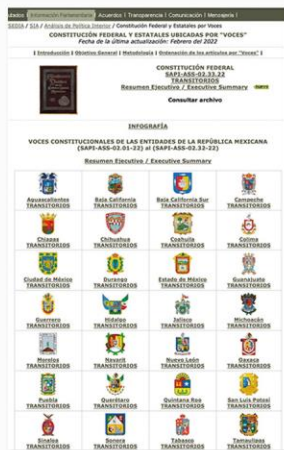 Información Parlamentaria | Acuerdos | Transparencia | Comunicación | Mensajería |
SEDIA / SIA / Análisis de Política Interior / Constitución Federal y Estatales por Voces
CONSTITUCIÓN FEDERAL Y ESTATALES UBICADAS POR "VOCES"
Fecha de la última actualización: Febrero del 2022
| Introducción | Objetivo General | Metodología | Ordenación de los artículos por "Voces" |
CONSTITUCIÓN FEDERAL
SAPI-ASS-02.33.22
TRANSITORIOS
Resumen Ejecutivo / Executive Summary
Consultar archivo
INFOGRAFÍA
VOCES CONSTITUCIONALES DE LAS ENTIDADES DE LA REPÚBLICA MEXICANA
(SAPI-ASS-02.01-22) al (SAPI-ASS-02.32-22)
Resumen Ejecutivo / Executive Summary
Aguascalientes Baja California Baja California Sur Campeche
TRANSITORIOS TRANSITORIOS TRANSITORIOS TRANSITORIOS
Chiapas Chihuahua Coahuila Colima
TRANSITORIOS TRANSITORIOS TRANSITORIOS TRANSITORIOS
Ciudad de México Durango Estado de México Guanajuato
TRANSITORIOS TRANSITORIOS TRANSITORIOS TRANSITORIOS
Guerrero Hidalgo Jalisco Michoacán
TRANSITORIOS TRANSITORIOS TRANSITORIOS TRANSITORIOS
Morelos Nayarit Nuevo León Oaxaca
TRANSITORIOS TRANSITORIOS TRANSITORIOS TRANSITORIOS
Puebla Querétaro Quintana Roo San Luis Potosí
TRANSITORIOS TRANSITORIOS TRANSITORIOS TRANSITORIOS
Sinaloa Sonora Tabasco Tamaulipas
TRANSITORIOS TRANSITORIOS TRANSITORIOS TRANSITORIOS